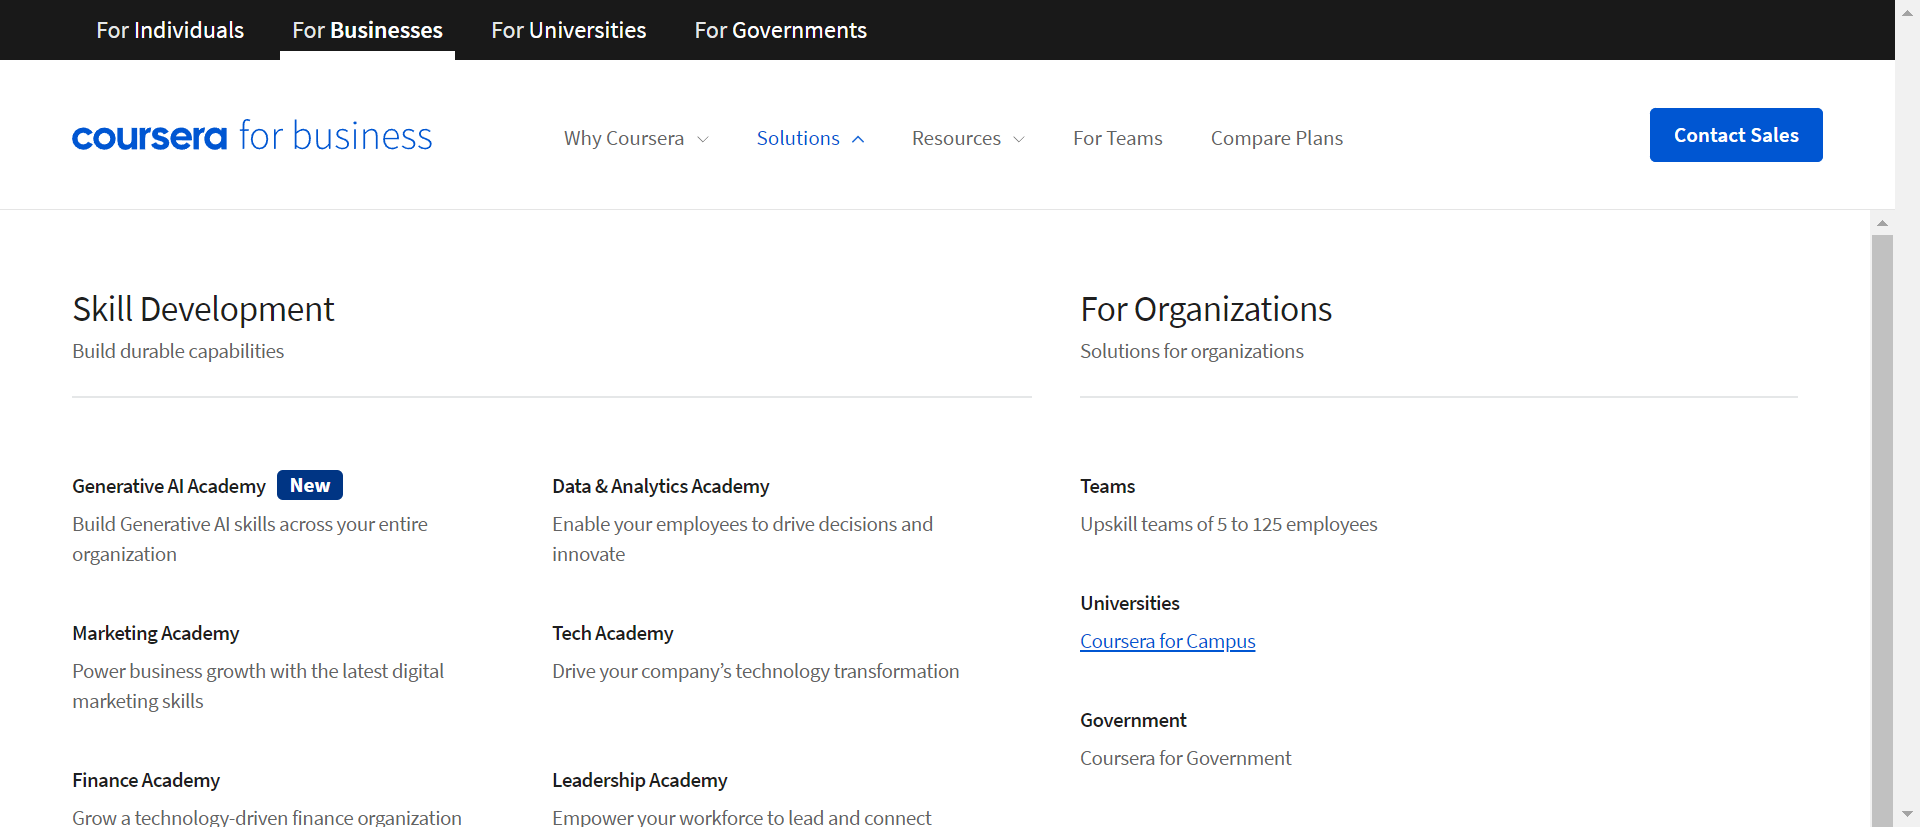 For Individuals For Businesses For Universities For Governments
coursera for business Why Coursera Solutions Resources For Teams Compare Plans Contact Sales
Skill Development
Build durable capabilities
For Organizations
Solutions for organizations
Generative AI Academy New
Build Generative AI skills across your entire
organization
Data & Analytics Academy
Enable your employees to drive decisions and
innovate
Teams
Upskill teams of 5 to 125 employees
Marketing Academy
Power business growth with the latest digital
marketing skills
Tech Academy
Drive your company’s technology transformation
Universities
Coursera for Campus
Government
Coursera for Government
Finance Academy
Grow a technology-driven finance organization
Leadership Academy
Empower your workforce to lead and connect